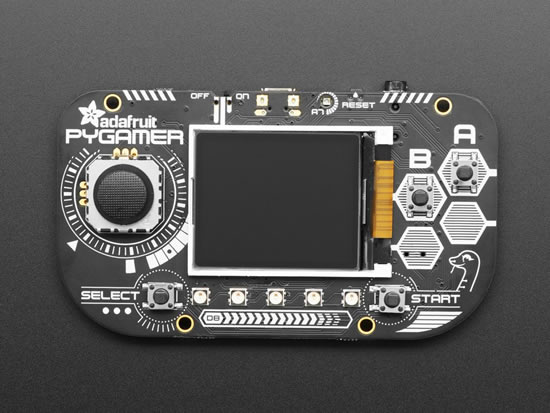 OFF
ON
A7
RESET
adafruit
PYGAMER
A
B
SELECT
START
D8